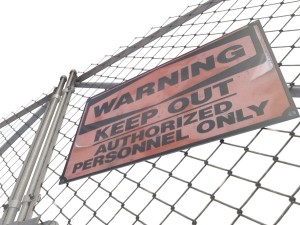 WARNING
KEEP OUT
AUTHORIZED
PERSONNEL ONLY